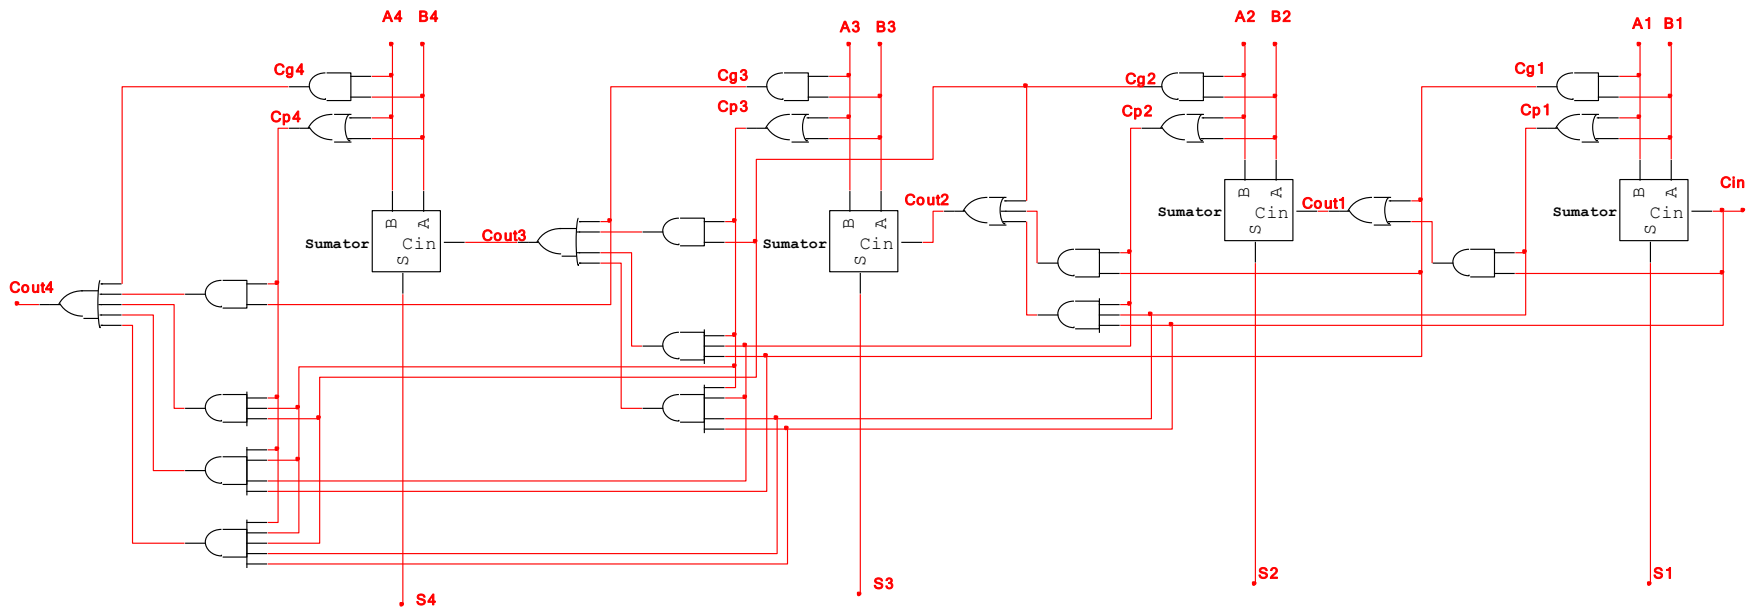 A4 B4
A3 B3
A2 B2
A1 B1
Cg4
Cg3
Cg2
Cg1
Cp4
Cp3
Cp2
Cp1
Cin
B A
Sumator Cin
S
B A
Sumator Cin
S
B A
Sumator Cin
S
B A
Sumator Cin
S
Cout4
Cout3
Cout2
Cout1
S4
S3
S2
S1